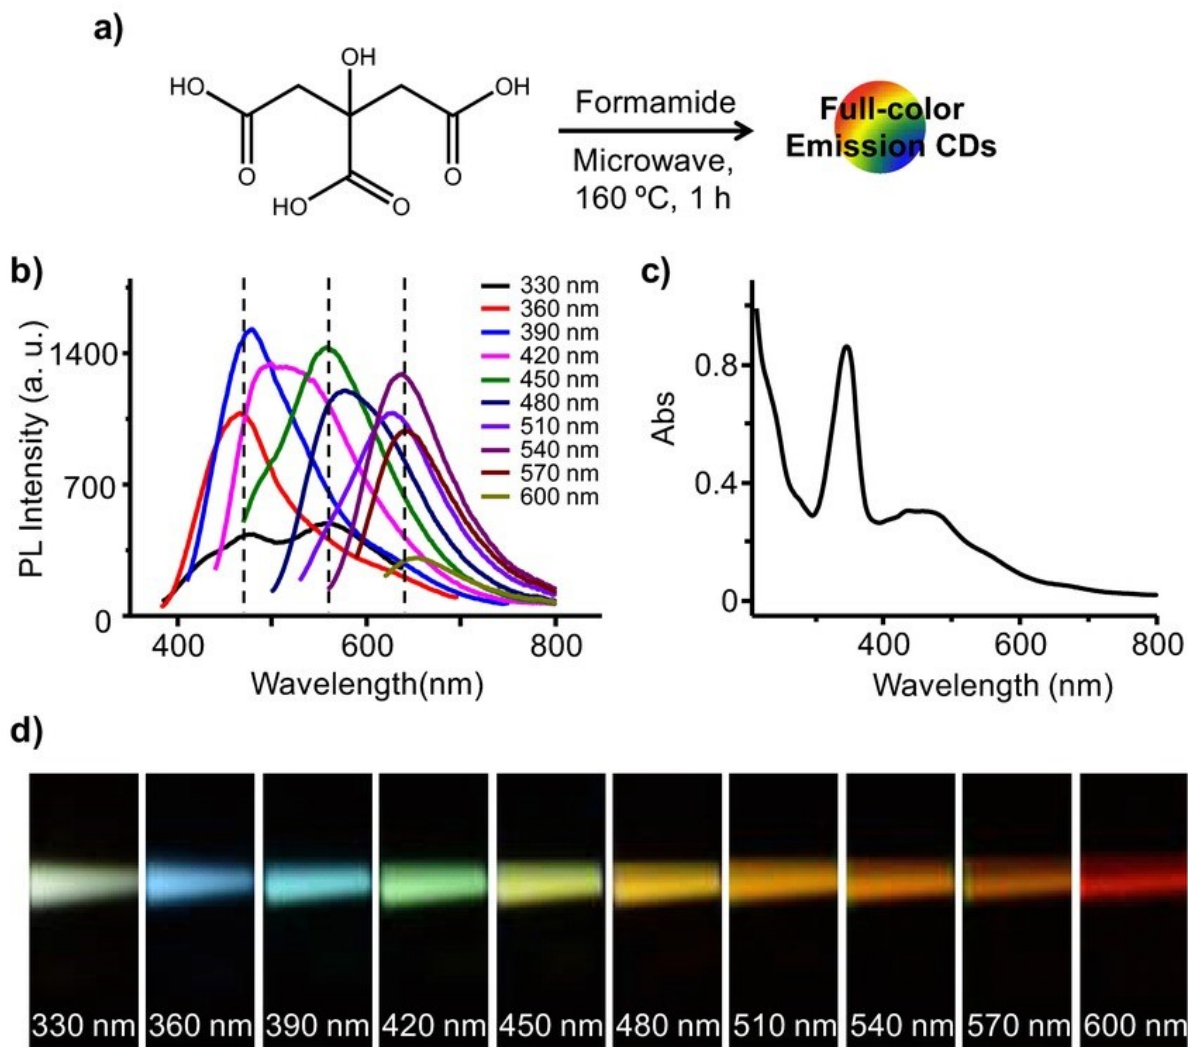 a)
OH
HO
OH
O
O
HO
O
Formamide
Microwave,
160 ºC, 1 h
Full-color
Emission CDs
b)
PL Intensity (a. u.)
1400
700
0
400
600
800
Wavelength(nm)
330 nm
360 nm
390 nm
420 nm
450 nm
480 nm
510 nm
540 nm
570 nm
600 nm
c)
Abs
0.8
0.4
0
400
600
800
Wavelength (nm)
d)
330 nm
360 nm
390 nm
420 nm
450 nm
480 nm
510 nm
540 nm
570 nm
600 nm